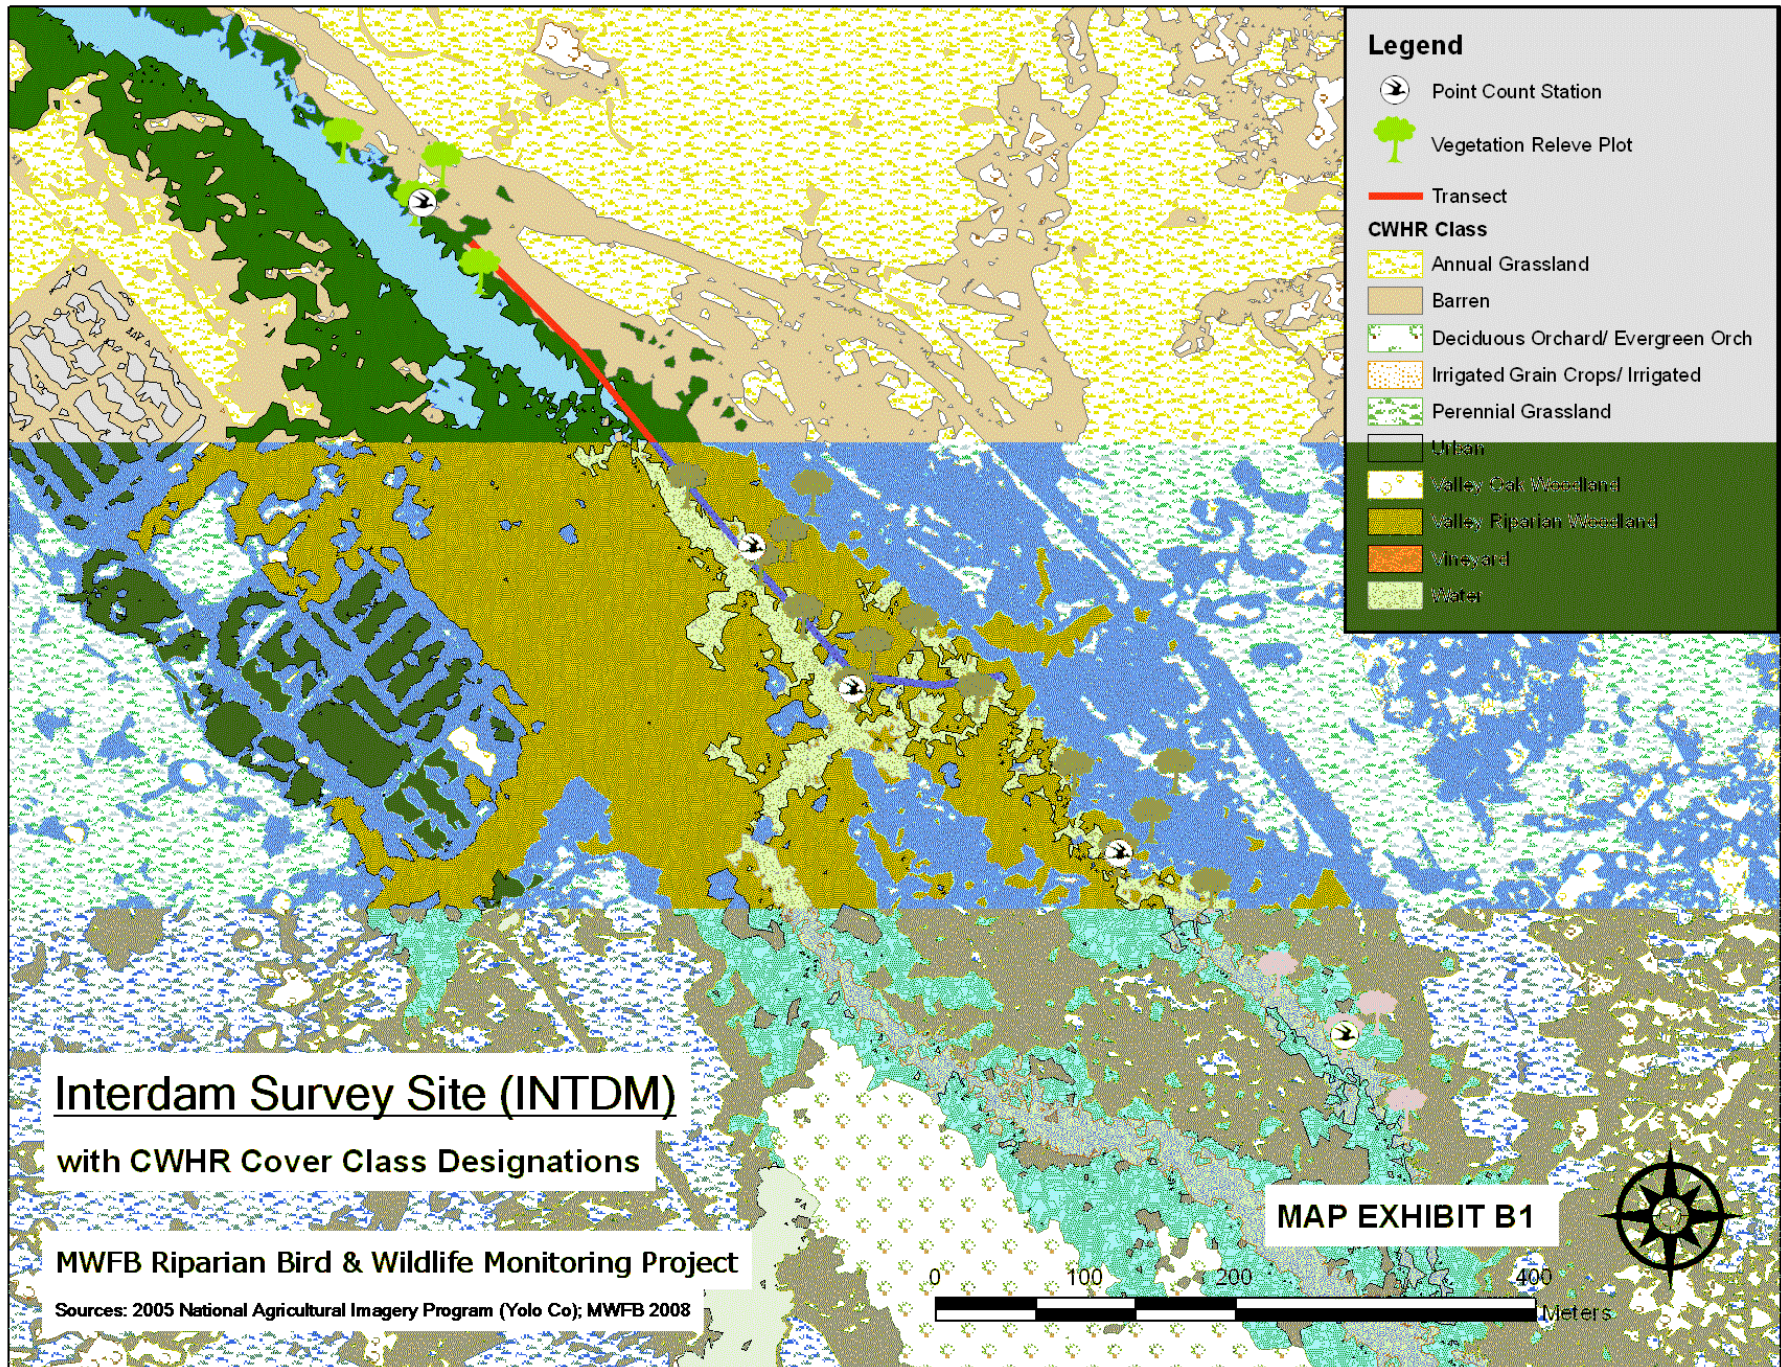 Legend
Point Count Station
Vegetation Releve Plot
Transect
CWHR Class
Annual Grassland
Barren
Deciduous Orchard/ Evergreen Orch
Irrigated Grain Crops/ Irrigated
Perennial Grassland
Urban
Valley Oak Woodland
Valley Riparian Woodland
Vineyard
Water
Interdam Survey Site (INTDM)
with CWHR Cover Class Designations
MWFB Riparian Bird & Wildlife Monitoring Project
Sources: 2005 National Agricultural Imagery Program (Yolo Co); MWFB 2008
MAP EXHIBIT B1
0 100 200 400
Meters